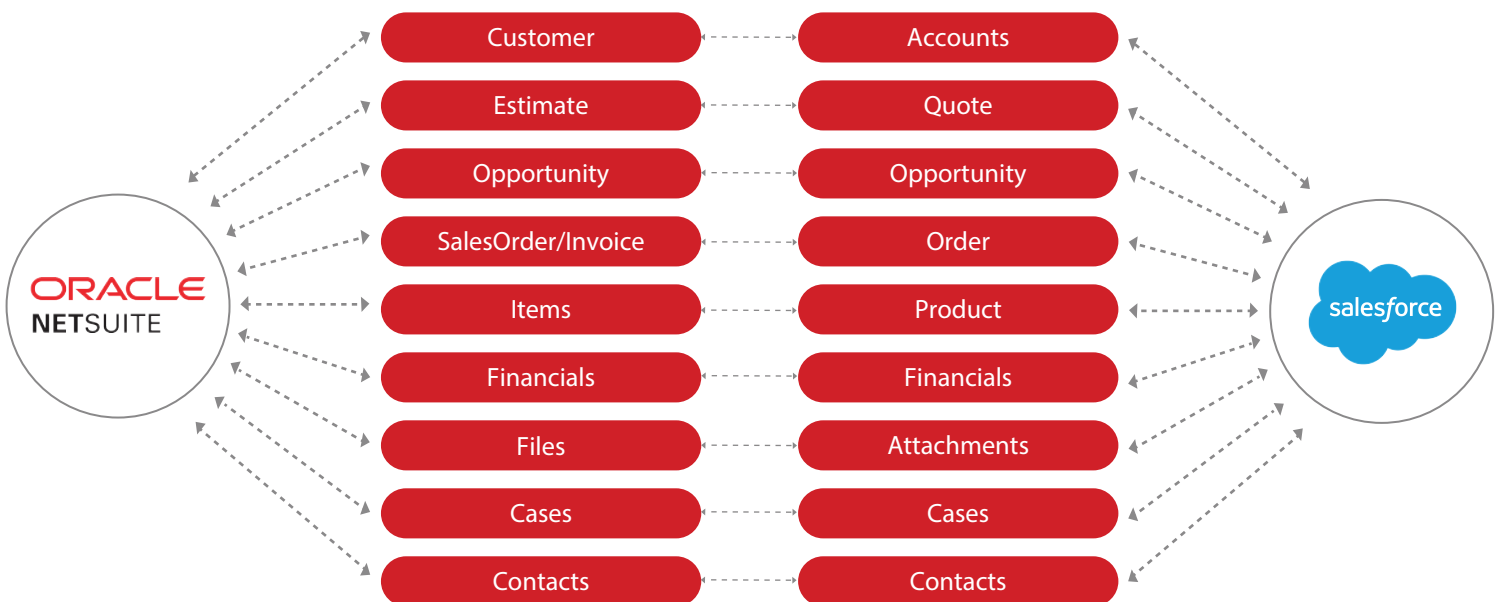 Customer
Accounts
Estimate
Quote
Opportunity
Opportunity
SalesOrder/Invoice
Order
ORACLE
NETSUITE
Items
Product
salesforce
Financials
Financials
Files
Attachments
Cases
Cases
Contacts
Contacts